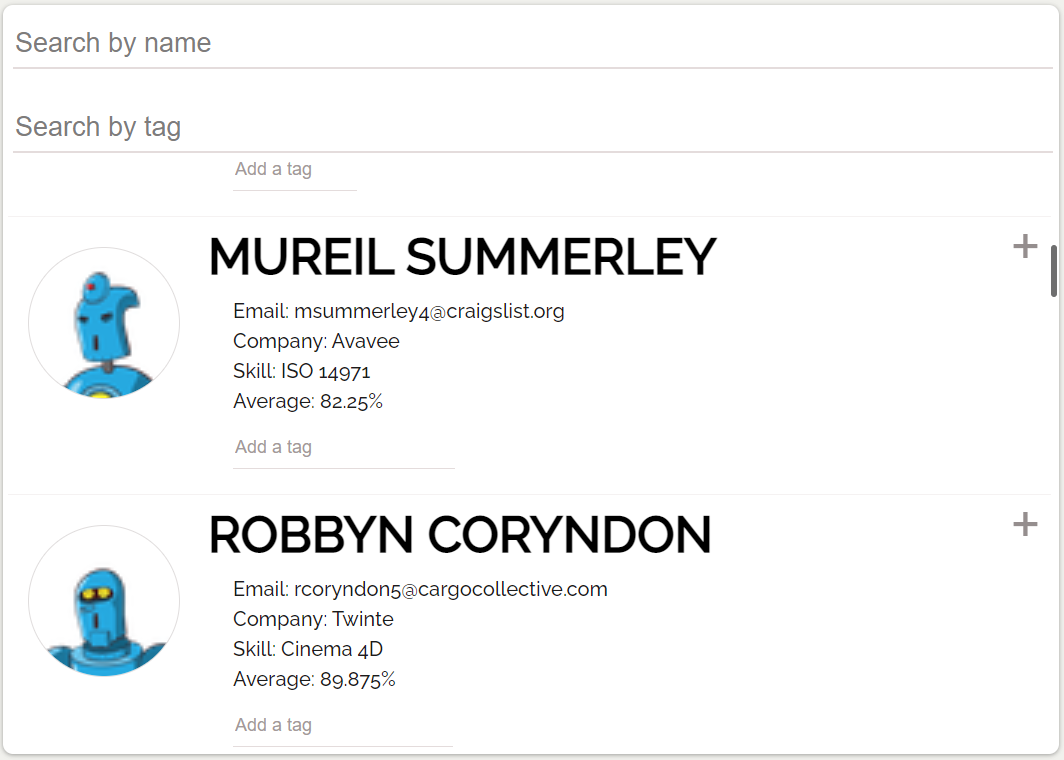 Search by name
Search by tag
Add a tag
MUREIL SUMMERLEY
+
Email: msummerley4@craigslist.org
Company: Avavee
Skill: ISO 14971
Average: 82.25%
Add a tag
ROBBYN CORYNDON
+
Email: rcoryndon5@cargocollective.com
Company: Twinte
Skill: Cinema 4D
Average: 89.875%
Add a tag